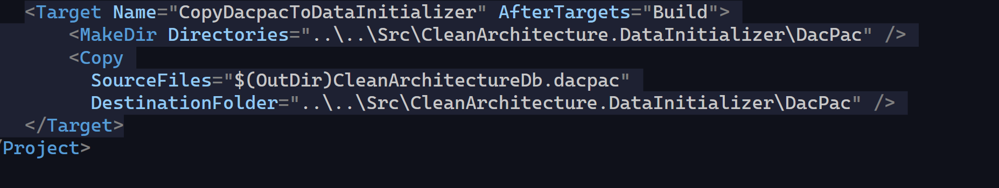 <Target Name="CopyDacpacToDataInitializer" AfterTargets="Build">
<MakeDir Directories="..\..\Src\CleanArchitecture.DataInitializer\DacPac" />
<Copy
SourceFiles="$(OutDir)CleanArchitectureDb.dacpac"
DestinationFolder="..\..\Src\CleanArchitecture.DataInitializer\DacPac" />
</Target>
/Project>